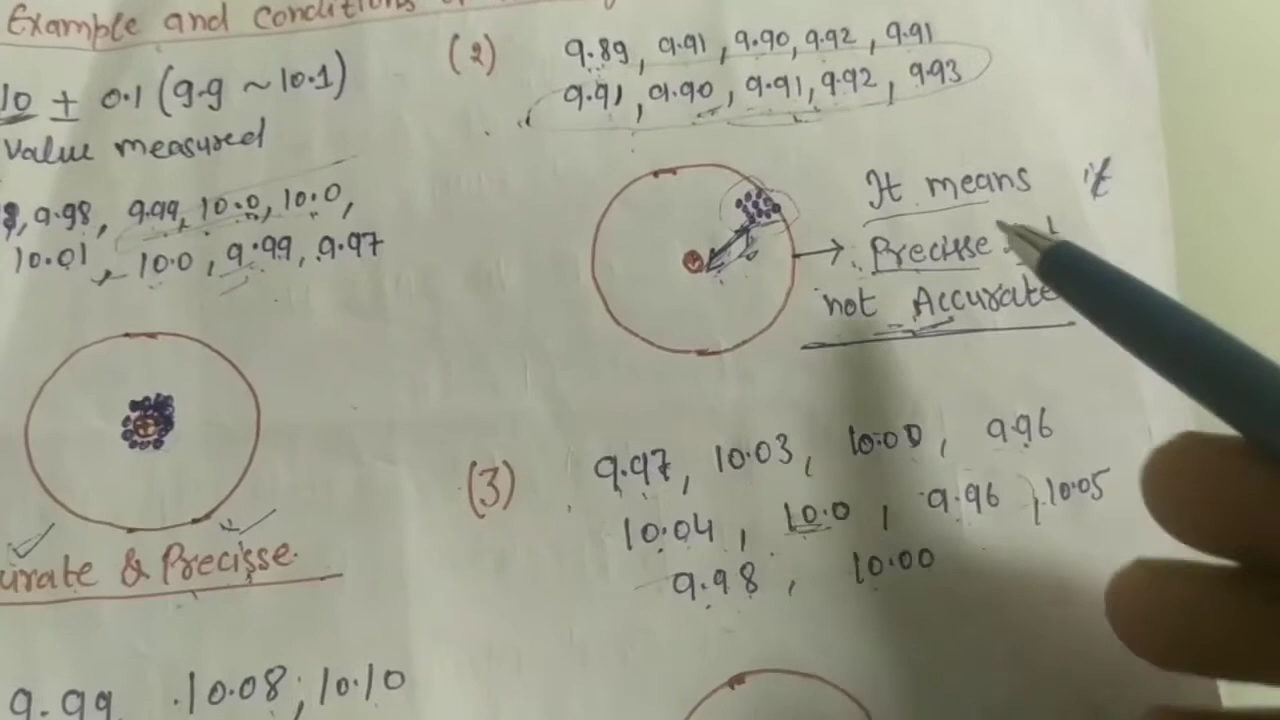 Example and conditions
10 ± 0.1 (9.9 ~ 10.1)
Value measured
, 9.98, 9.99, 10.0, 10.0,
10.01, 10.0, 9.99, 9.97
urate & Precisse.
9.99 10.08, 10.10
(2) 9.89, 9.91, 9.90, 9.92, 9.91
9.91, 9.90, 9.91, 9.92, 9.93
It means it
Precisse
not Accurate
(3) 9.97, 10.03, 10.00, 9.96
10.04, 10.0, 9.96, 10.05
9.98, 10.00